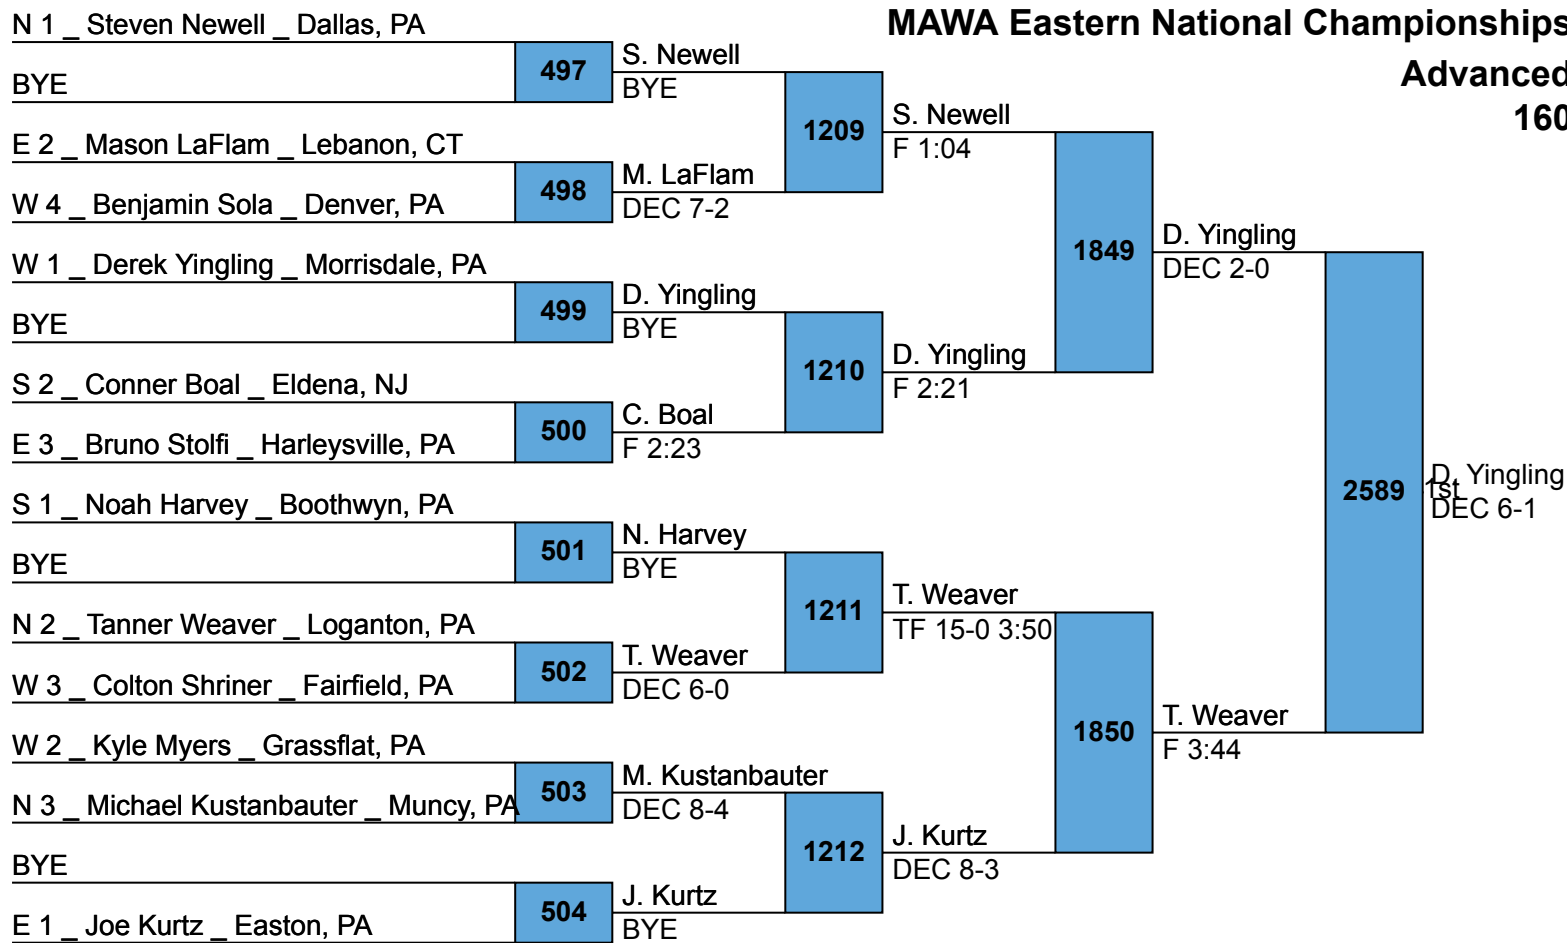 MAWA Eastern National Championships
Advanced
160
N 1 _ Steven Newell _ Dallas, PA
BYE
497
S. Newell
BYE
E 2 _ Mason LaFlam _ Lebanon, CT
W 4 _ Benjamin Sola _ Denver, PA
498
M. LaFlam
DEC 7-2
1209
S. Newell
F 1:04
W 1 _ Derek Yingling _ Morrisdale, PA
BYE
499
D. Yingling
BYE
S 2 _ Conner Boal _ Eldena, NJ
E 3 _ Bruno Stolfi _ Harleysville, PA
500
C. Boal
F 2:23
1210
D. Yingling
F 2:21
1849
D. Yingling
DEC 2-0
S 1 _ Noah Harvey _ Boothwyn, PA
BYE
501
N. Harvey
BYE
N 2 _ Tanner Weaver _ Loganton, PA
W 3 _ Colton Shriner _ Fairfield, PA
502
T. Weaver
DEC 6-0
1211
T. Weaver
TF 15-0 3:50
W 2 _ Kyle Myers _ Grassflat, PA
N 3 _ Michael Kustanbauter _ Muncy, PA
503
M. Kustanbauter
DEC 8-4
BYE
E 1 _ Joe Kurtz _ Easton, PA
504
J. Kurtz
BYE
1212
J. Kurtz
DEC 8-3
1850
T. Weaver
F 3:44
2589
D. Yingling
1st
DEC 6-1